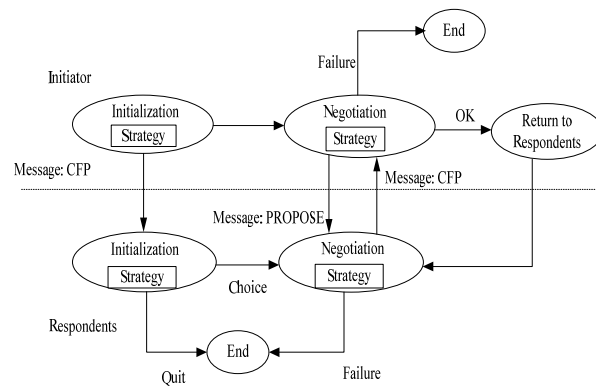 End
Failure
Initiator
Initialization
Strategy
Negotiation
Strategy
OK
Return to
Respondents
Message: CFP
Message: CFP
Message: PROPOSE
Initialization
Strategy
Negotiation
Strategy
Choice
Respondents
End
Quit
Failure